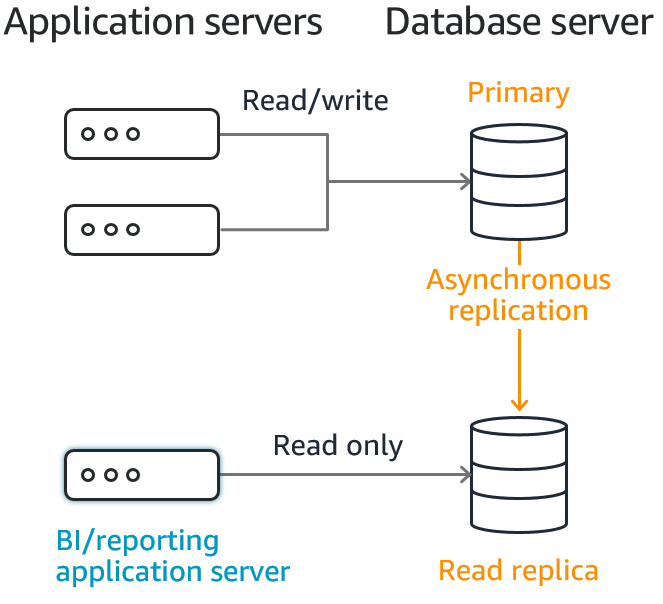 Application servers
Database server
Read/write
Primary
Asynchronous
replication
Read only
BI/reporting
application server
Read replica